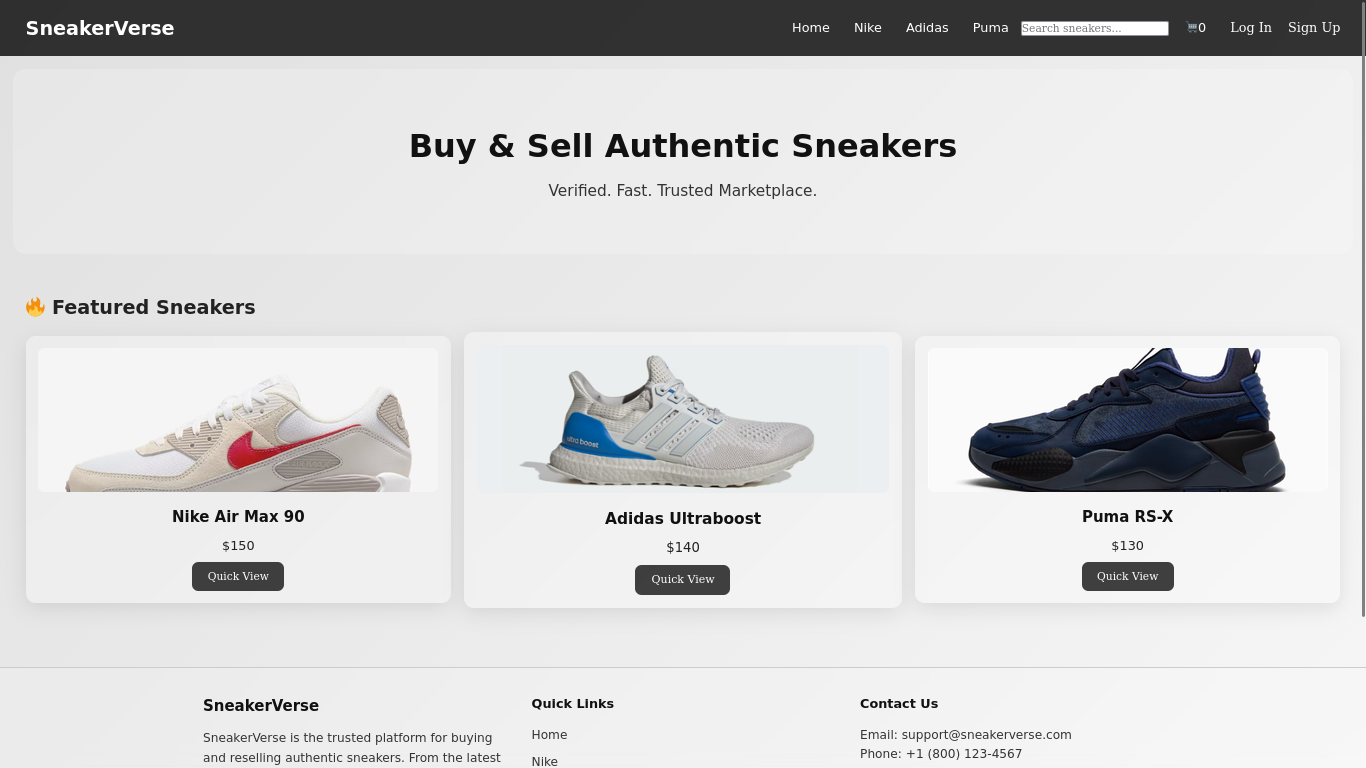 SneakerVerse
Home Nike Adidas Puma Search sneakers... 0 Log In Sign Up
Buy & Sell Authentic Sneakers
Verified. Fast. Trusted Marketplace.
Featured Sneakers
ultraboost
Nike Air Max 90
$150
Quick View
Adidas Ultraboost
$140
Quick View
Puma RS-X
$130
Quick View
SneakerVerse
SneakerVerse is the trusted platform for buying
and reselling authentic sneakers. From the latest
Quick Links
Home
Nike
Contact Us
Email: support@sneakerverse.com
Phone: +1 (800) 123-4567